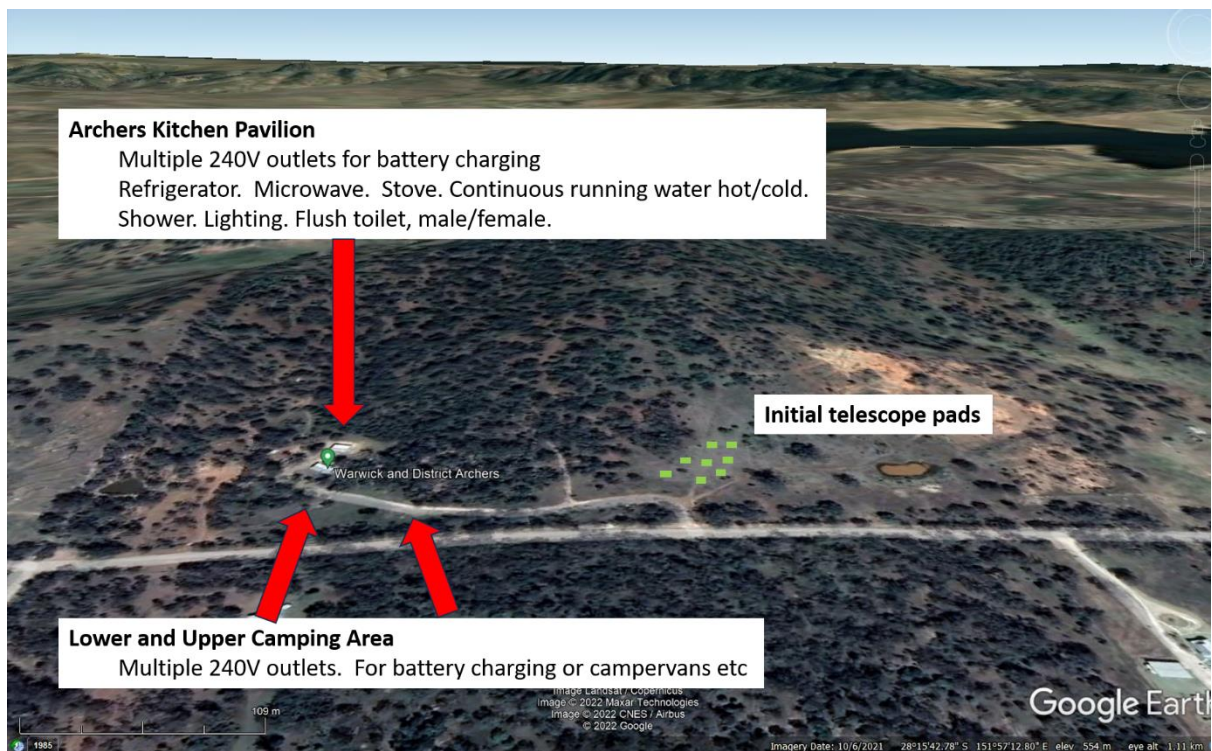 Archers Kitchen Pavilion
Multiple 240V outlets for battery charging
Refrigerator.  Microwave.  Stove. Continuous running water hot/cold.
Shower. Lighting. Flush toilet, male/female.
Initial telescope pads
Warwick and District Archers
Lower and Upper Camping Area
Multiple 240V outlets.  For battery charging or campervans etc
Image Landsat / Copernicus
Image © 2022 Maxar Technologies
Image © 2022 CNES / Airbus
© 2022 Google
109 m
Google Earth
1985
Imagery Date: 10/6/2021   28°15'42.78" S  151°57'12.80" E  elev  554 m  eye alt  1.11 km